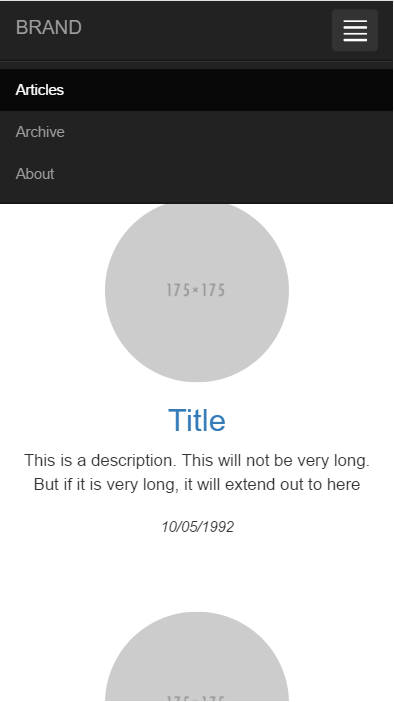 BRAND
Articles
Archive
About
175×175
Title
This is a description. This will not be very long.
But if it is very long, it will extend out to here
10/05/1992
175×175